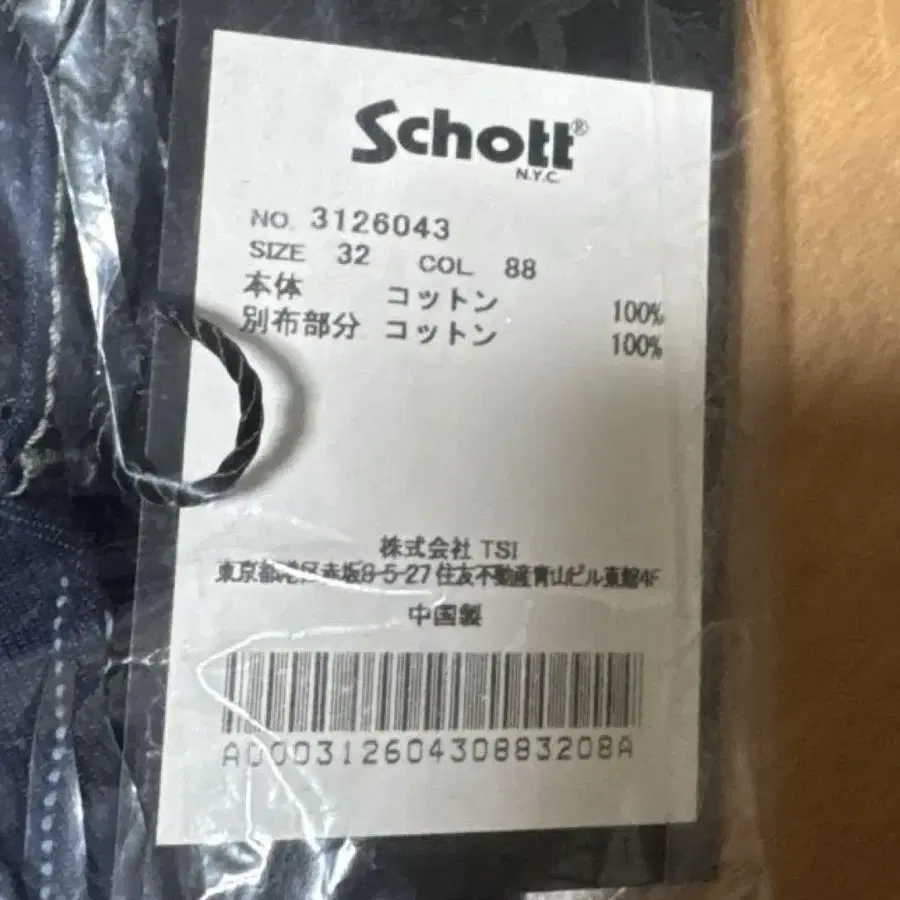 Schott®
N.Y.C.
NO. 3126043
SIZE 32 COL 88
本体 コットン 100%
別布部分 コットン 100%
株式会社 TSI
東京都港区赤坂8-5-27 住友不動産青山ビル東館4F
中国製
A000312604308832​08A